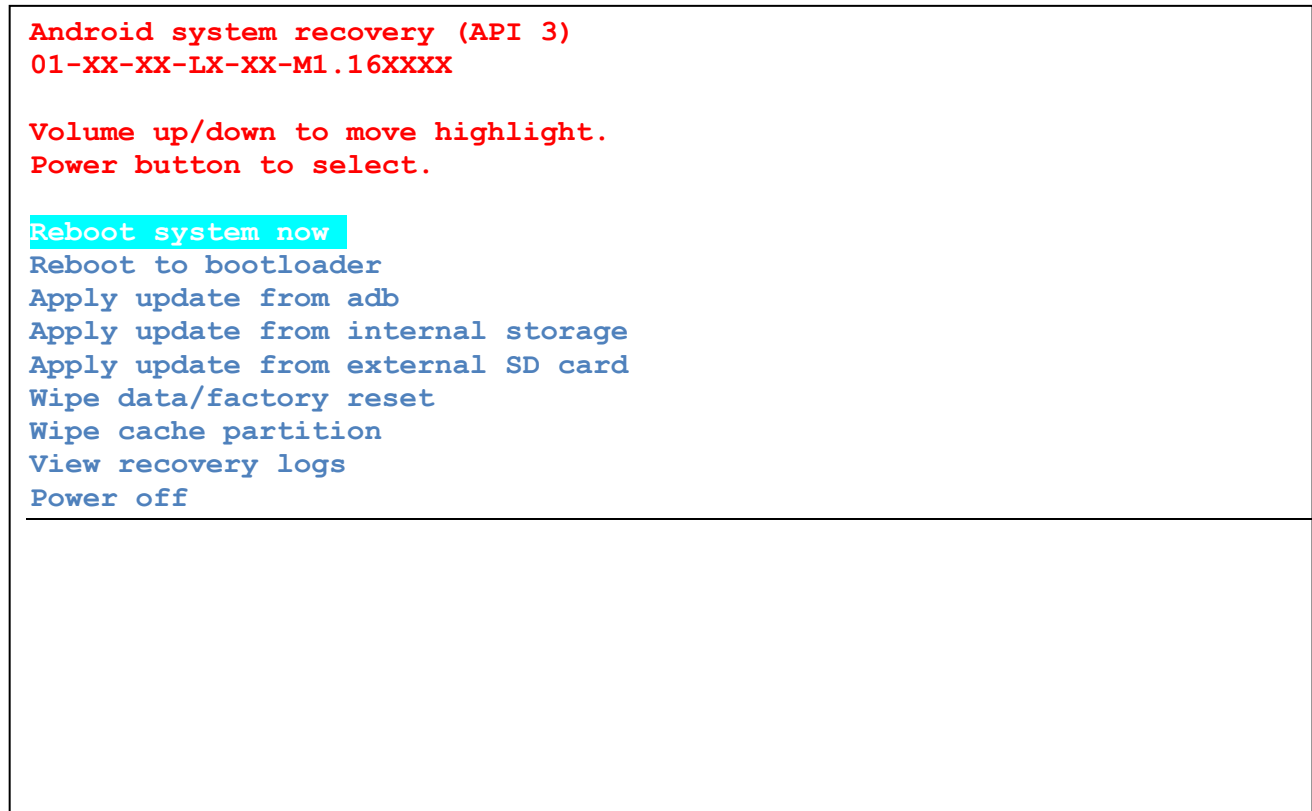 Android system recovery (API 3)
01-XX-XX-LX-XX-M1.16XXXX
Volume up/down to move highlight.
Power button to select.
Reboot system now
Reboot to bootloader
Apply update from adb
Apply update from internal storage
Apply update from external SD card
Wipe data/factory reset
Wipe cache partition
View recovery logs
Power off